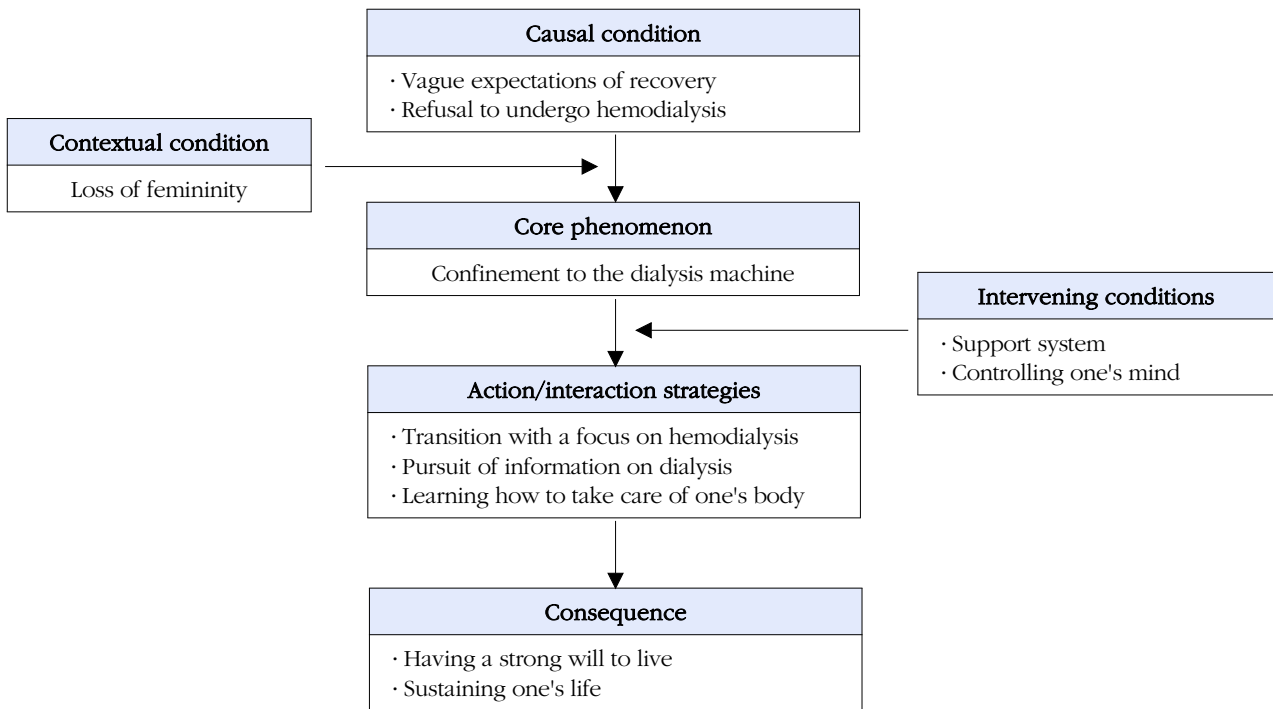 Causal condition
· Vague expectations of recovery
· Refusal to undergo hemodialysis
Contextual condition
Loss of femininity
Core phenomenon
Confinement to the dialysis machine
Intervening conditions
· Support system
· Controlling one's mind
Action/interaction strategies
· Transition with a focus on hemodialysis
· Pursuit of information on dialysis
· Learning how to take care of one's body
Consequence
· Having a strong will to live
· Sustaining one's life